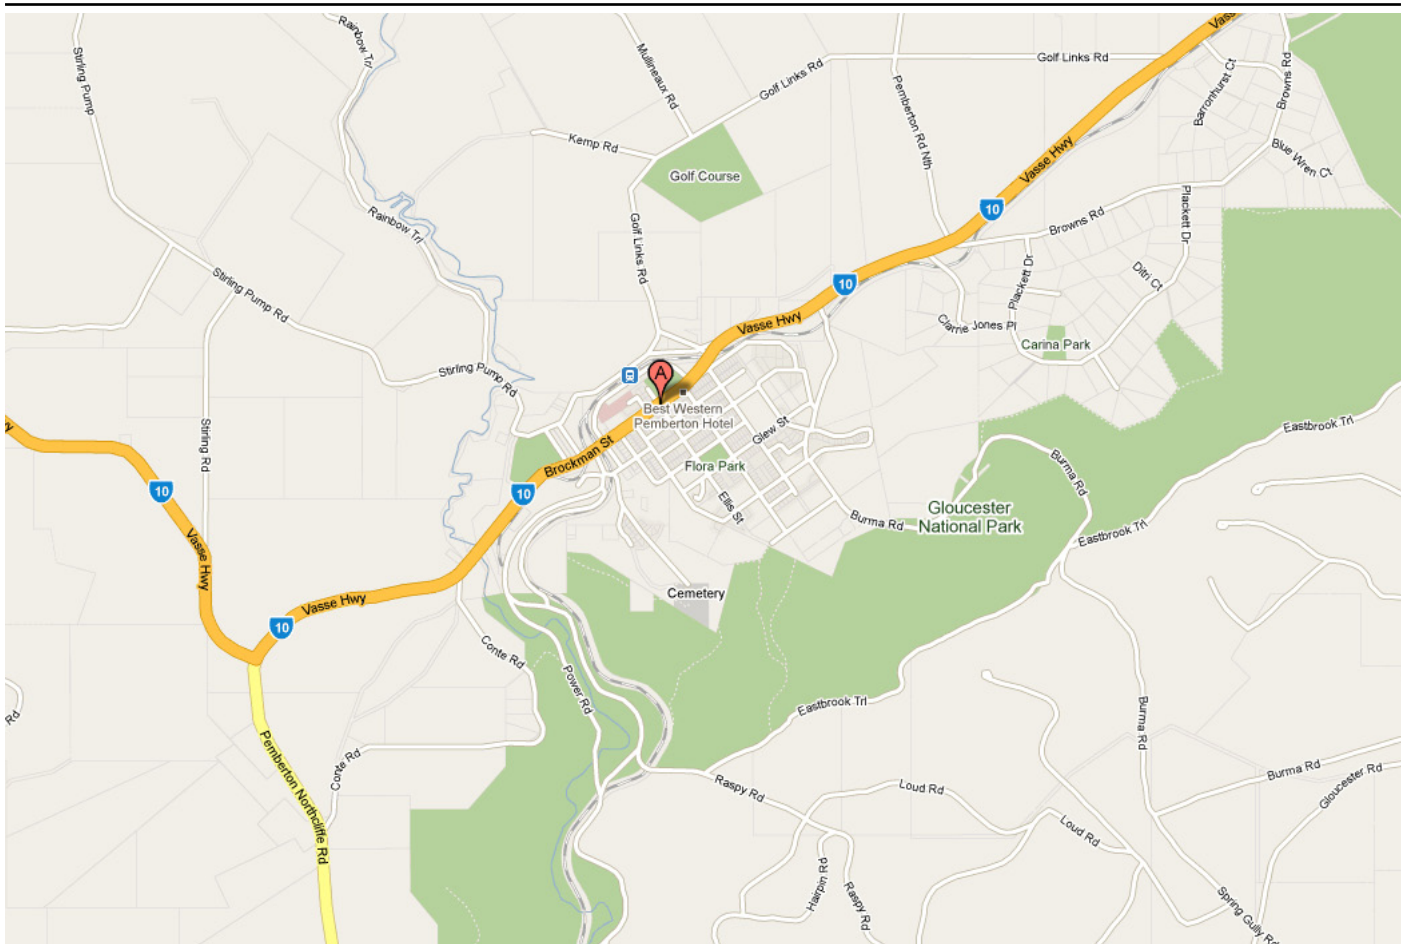 Vass
Rainbow Trl
Stirling Pump
Mullineaux Rd
Golf Links Rd
Golf Links Rd
Barronhurst Ct
Browns Rd
Pemberton Rd Nth
Kemp Rd
Vasse Hwy
Blue Wren Ct
Golf Course
10
Plackett Dr
Rainbow Trl
Golf Links Rd
Browns Rd
Stirling Pump Rd
10
Plackett Dr
Ditri Ct
Vasse Hwy
Clarrie Jones Pl
Carina Park
Stirling Pump Rd
A
Best Western
Pemberton Hotel
Stirling Rd
Glew St
Eastbrook Trl
wy
Brockman St
Flora Park
Burma Rd
10
10
Ellis St
Burma Rd
Gloucester
National Park
Eastbrook Trl
Vasse Hwy
Vasse Hwy
10
Cemetery
Conte Rd
Power Rd
Eastbrook Trl
Rd
Burma Rd
Conte Rd
Pemberton Northcliffe Rd
Raspy Rd
Loud Rd
Burma Rd
Gloucester Rd
Loud Rd
Hairpin Rd
Raspy Rd
Spring Gully Rd